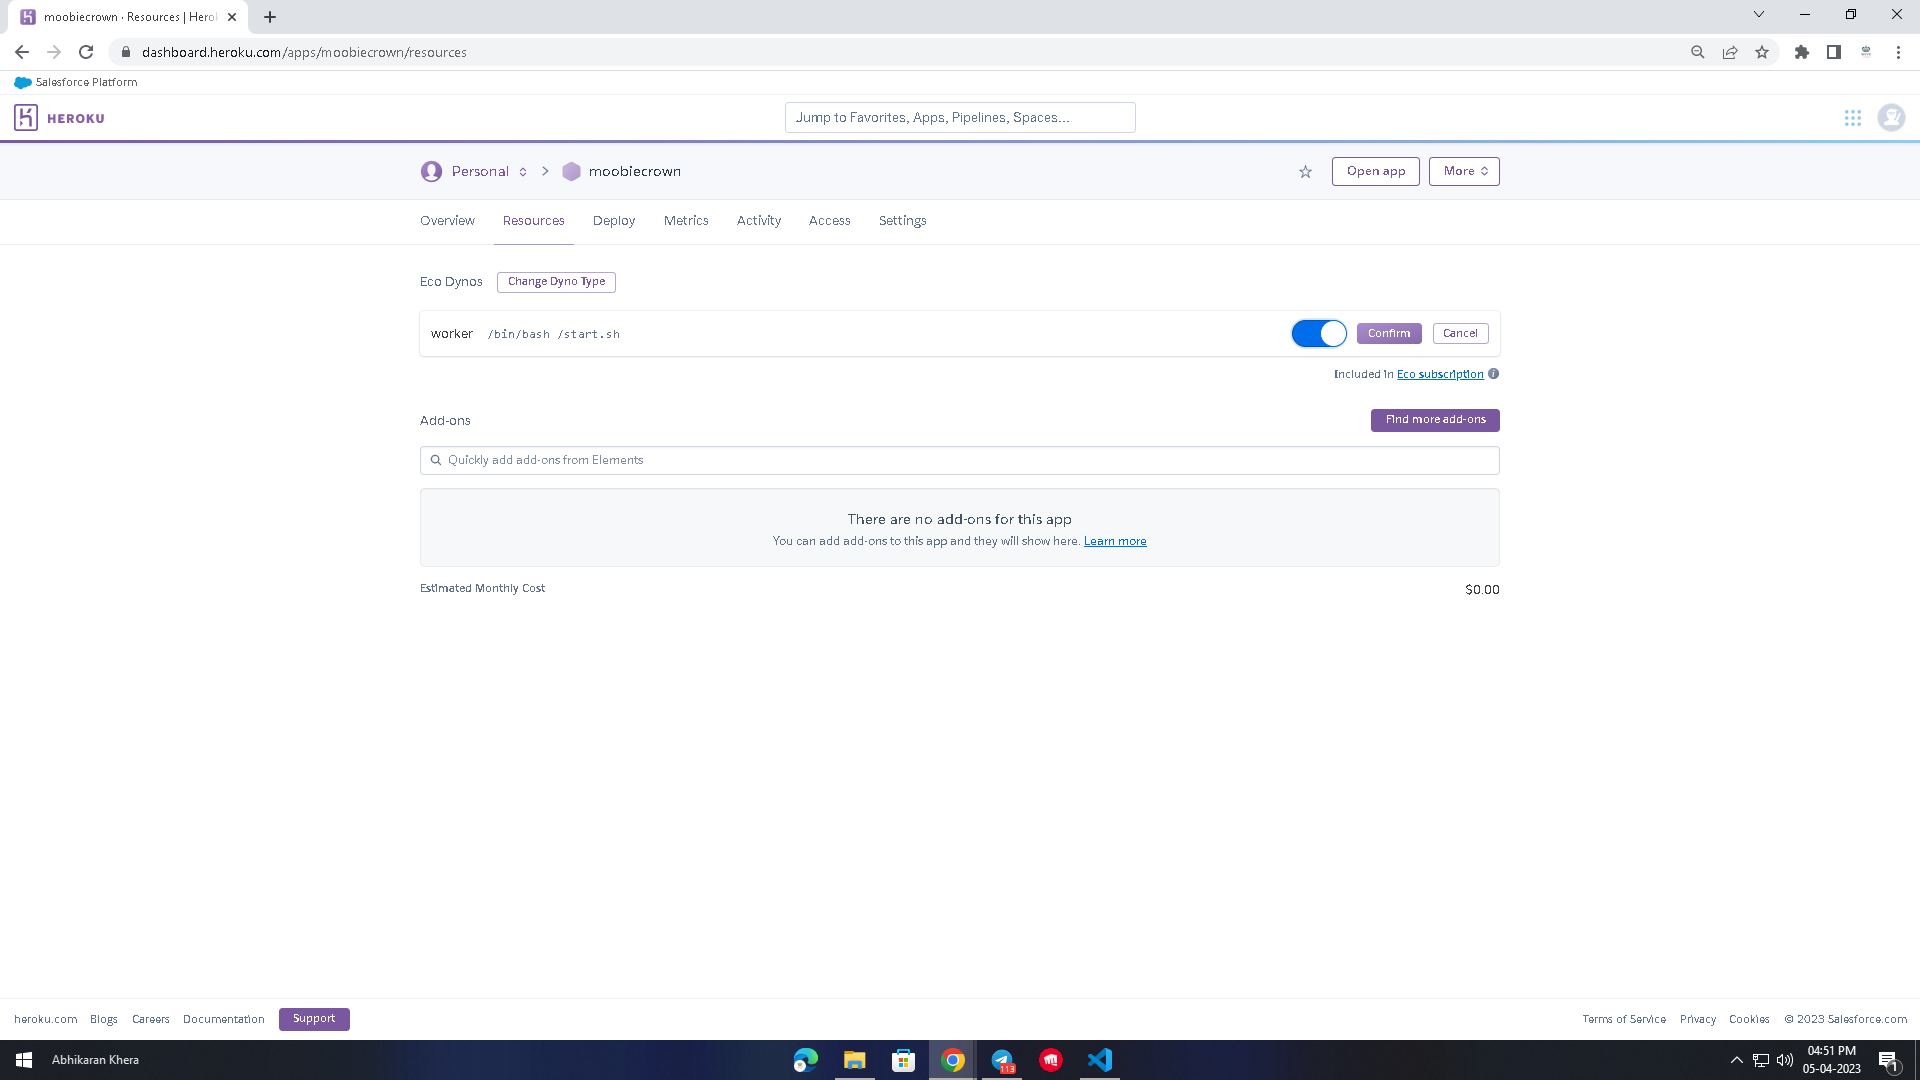 moobiecrown · Resources | Herok
dashboard.heroku.com/apps/moobiecrown/resources
Salesforce Platform
HEROKU
Jump to Favorites, Apps, Pipelines, Spaces...
Personal
moobiecrown
Open app
More
Overview
Resources
Deploy
Metrics
Activity
Access
Settings
Eco Dynos
Change Dyno Type
worker /bin/bash /start.sh
Confirm
Cancel
Included in Eco subscription
Add-ons
Find more add-ons
Quickly add add-ons from Elements
There are no add-ons for this app
You can add add-ons to this app and they will show here. Learn more
Estimated Monthly Cost
$0.00
heroku.com
Blogs
Careers
Documentation
Support
Terms of Service
Privacy
Cookies
© 2023 Salesforce.com
Abhikaran Khera
113
04:51 PM
05-04-2023
1